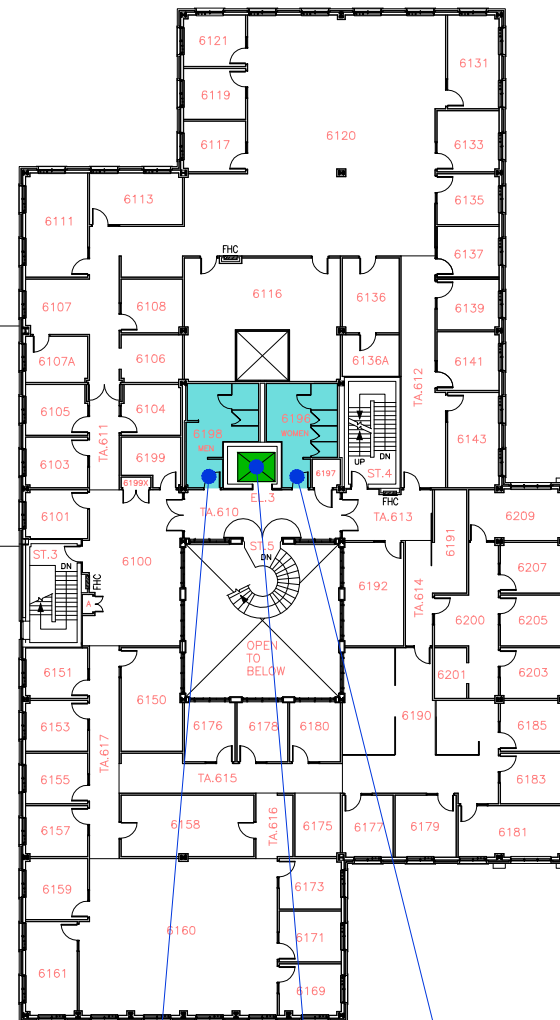 6121
6131
6119
6120
6117
6133
6135
6113
6111
6137
FHC
6116
6136
6107
6108
6139
6106
6107A
6136A
6141
TA.612
6105
6104
6198
MEN
6196
WOMEN
TA.611
6143
UP
DN
6103
6199
6197
ST.4
6199X
EL.3
FHC
6101
TA.610
TA.613
6191
6209
ST.3
ST.5
DN
6100
DN
6207
FHC
6192
TA.614
A
6200
6205
OPEN
TO
BELOW
6151
6201
6203
6150
6153
6176
6178
6180
6190
6185
TA.617
6155
TA.615
6183
6157
6158
TA.616
6175
6177
6179
6181
6159
6173
6160
6171
6161
6169